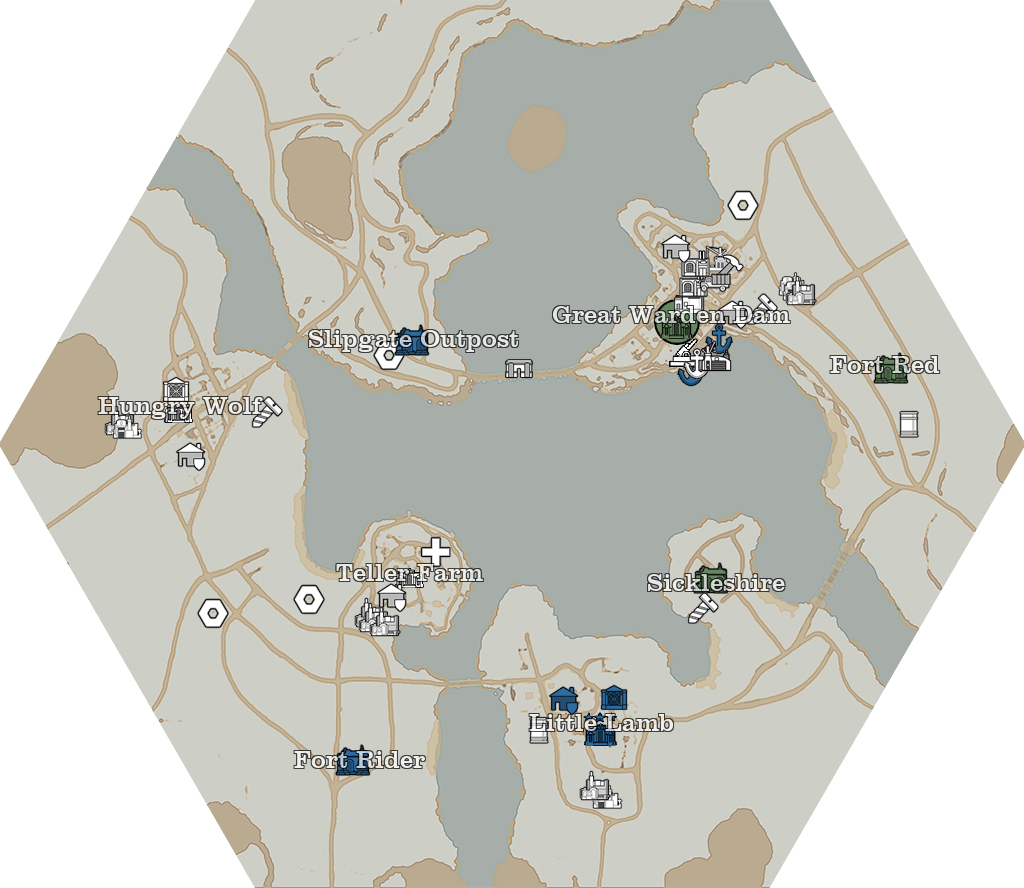 Great Warden Dam
Slipgate Outpost
Fort Red
Hungry Wolf
Teller Farm
Sickleshire
Little Lamb
Fort Rider